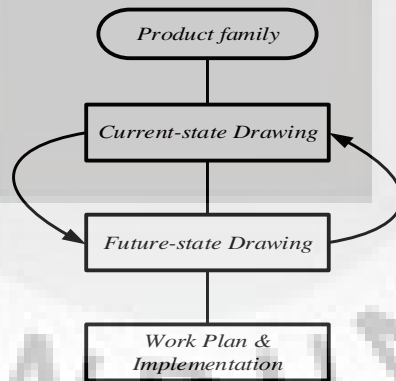 Product family
Current-state Drawing
Future-state Drawing
Work Plan &
Implementation